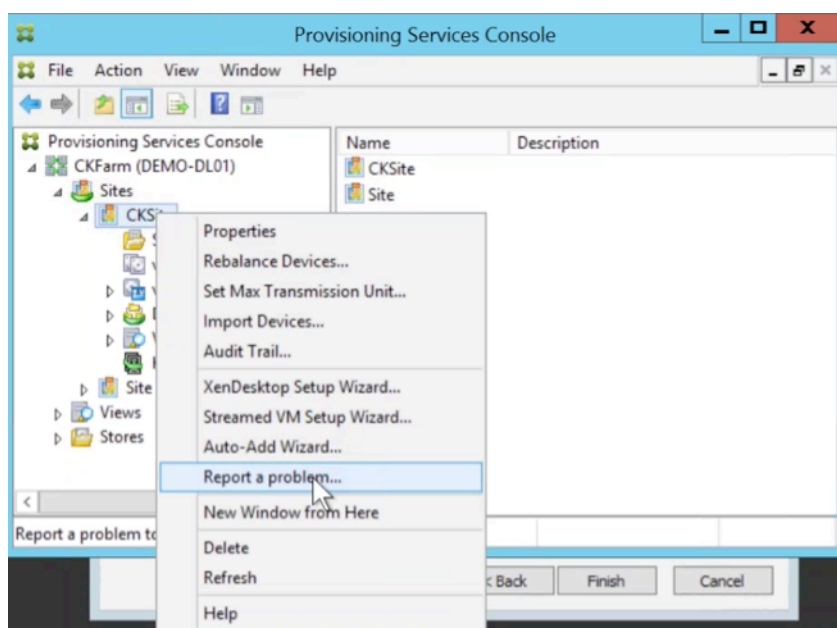 Provisioning Services Console
File Action View Window Help
Provisioning Services Console
CKFarm (DEMO-DL01)
Sites
Site
Views
Stores
Name Description
CKSite
Site
Properties
Rebalance Devices...
Set Max Transmission Unit...
Import Devices...
Audit Trail...
XenDesktop Setup Wizard...
Streamed VM Setup Wizard...
Auto-Add Wizard...
Report a problem...
New Window from Here
Delete
Refresh
Help
Report a problem
< Back Finish Cancel